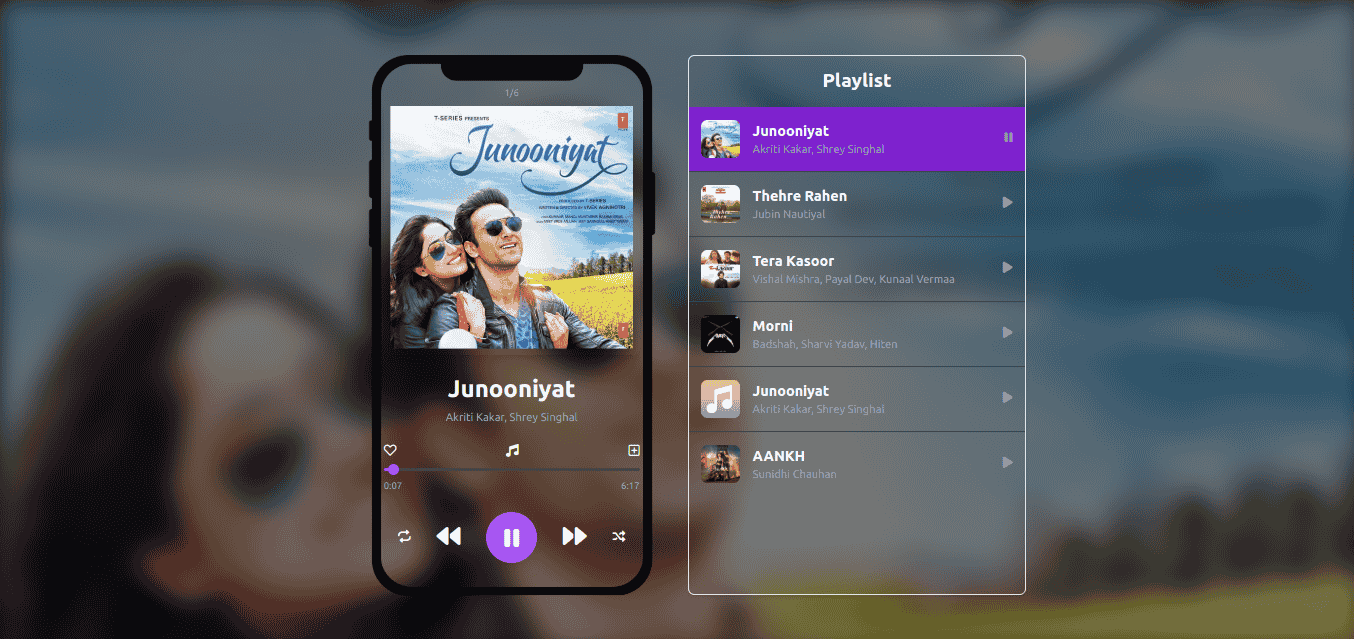 1/6
T-SERIES PRESENTS
T
Junooniyat
Junooniyat
Akriti Kakar, Shrey Singhal
0:07
6:17
Playlist
Junooniyat
Akriti Kakar, Shrey Singhal
Thehre Rahen
Jubin Nautiyal
Tera Kasoor
Vishal Mishra, Payal Dev, Kunaal Vermaa
Morni
Badshah, Sharvi Yadav, Hiten
Junooniyat
Akriti Kakar, Shrey Singhal
AANKH
Sunidhi Chauhan